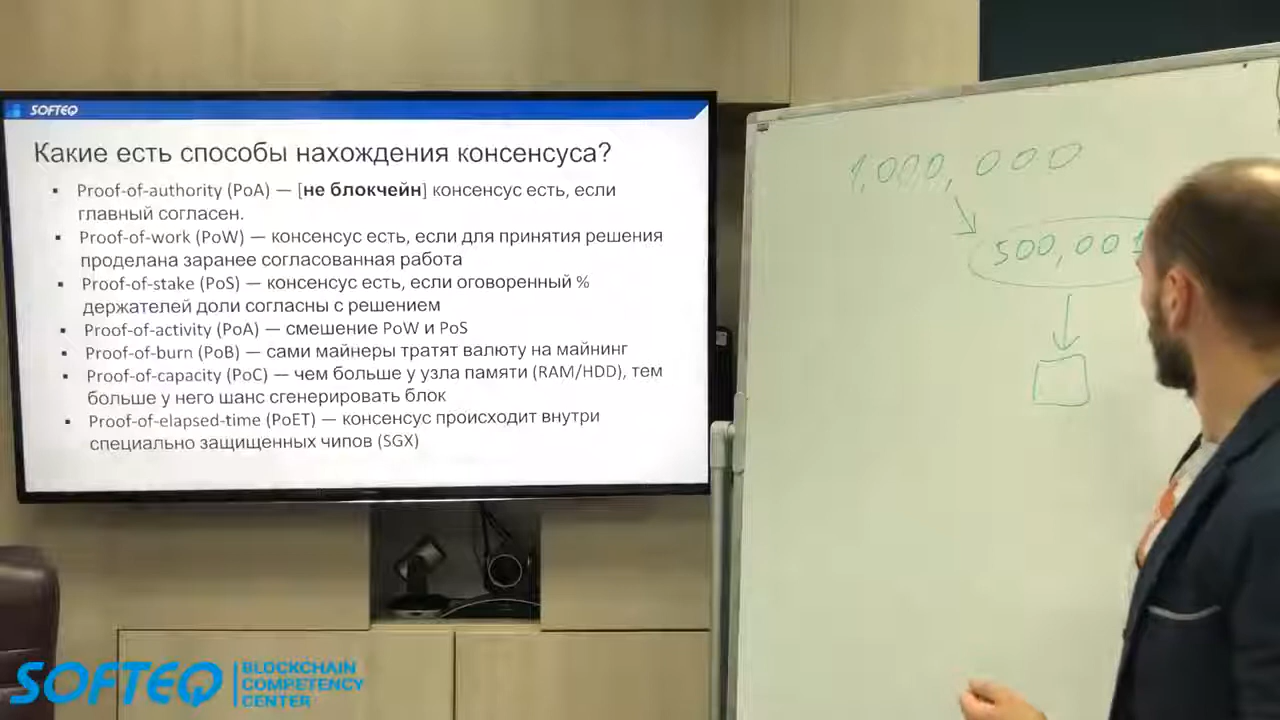 SOFTEQ
Какие есть способы нахождения консенсуса?
▪ Proof-of-authority (PoA) — [не блокчейн] консенсус есть, если
главный согласен.
▪ Proof-of-work (PoW) — консенсус есть, если для принятия решения
проделана заранее согласованная работа
▪ Proof-of-stake (PoS) — консенсус есть, если оговоренный %
держателей доли согласны с решением
▪ Proof-of-activity (PoA) — смешение PoW и PoS
▪ Proof-of-burn (PoB) — сами майнеры тратят валюту на майнинг
▪ Proof-of-capacity (PoC) — чем больше у узла памяти (RAM/HDD), тем
больше у него шанс сгенерировать блок
▪ Proof-of-elapsed-time (PoET) — консенсус происходит внутри
специально защищенных чипов (SGX)
1,000,000
500,001
SOFTEQ
BLOCKCHAIN
COMPETENCY
CENTER